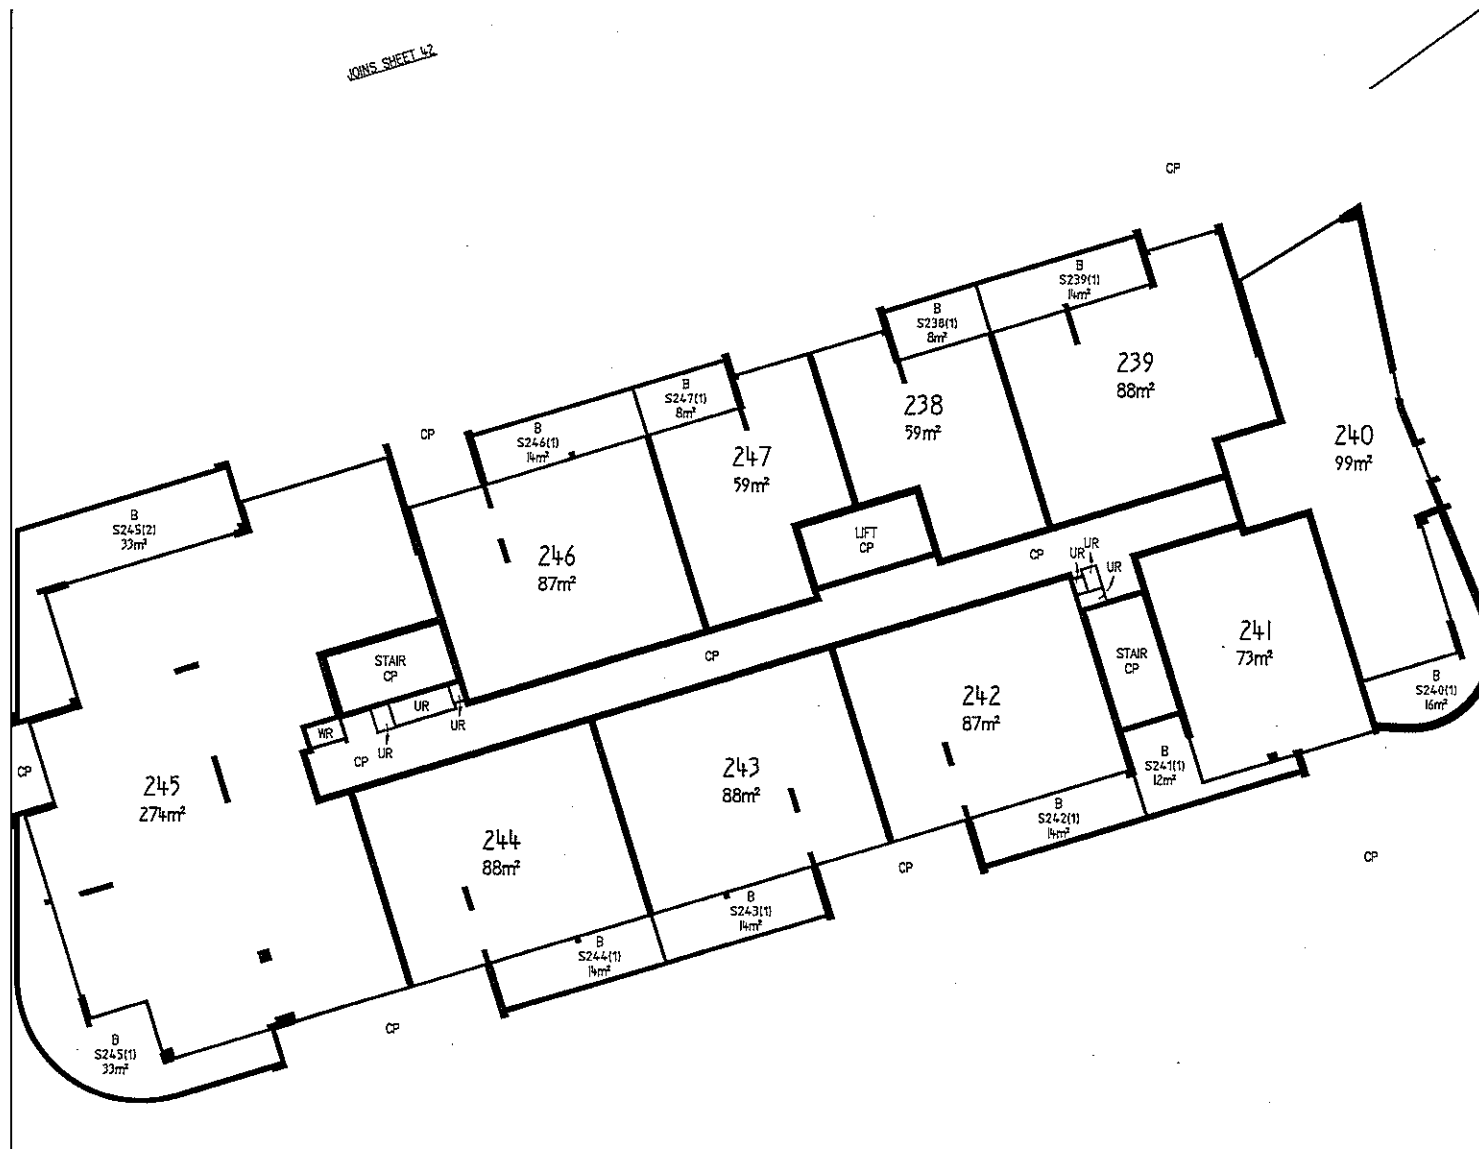 JOINS SHEET 42
CP
B
S239(1)
14m²
B
S238(1)
8m²
239
88m²
B
S247(1)
8m²
238
59m²
CP
B
S246(1)
14m²
240
99m²
247
59m²
B
S245(2)
33m²
LIFT
CP
246
87m²
CP
UR
UR
UR
STAIR
CP
CP
241
73m²
STAIR
CP
242
87m²
B
S240(1)
16m²
UR
UR
WR
UR
CP
CP
245
274m²
243
88m²
B
S241(1)
12m²
B
S242(1)
14m²
244
88m²
CP
CP
B
S243(1)
14m²
B
S244(1)
14m²
CP
B
S245(1)
33m²